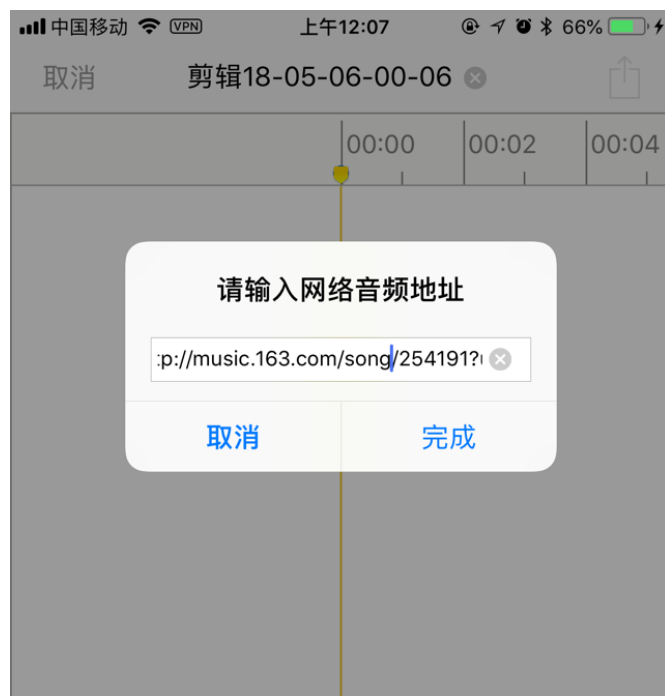 中国移动 VPN 上午12:07 66%
取消 剪辑18-05-06-00-06
00:00 00:02 00:04
请输入网络音频地址
:p://music.163.com/song/254191?
取消 完成